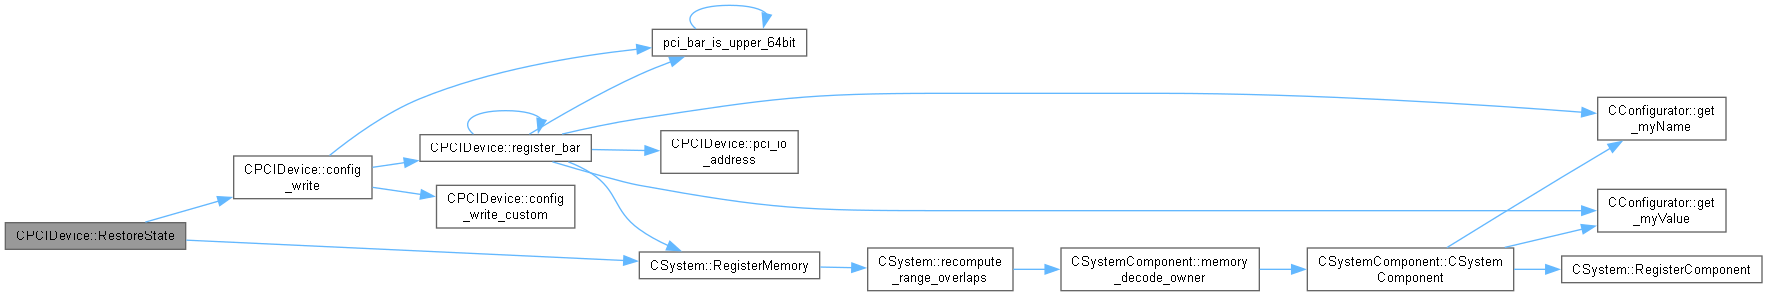 pci_bar_is_upper_64bit
CConfigurator::get
_myName
CPCIDevice::register_bar
CPCIDevice::pci_io
_address
CPCIDevice::config
_write
CPCIDevice::config
_write_custom
CConfigurator::get
_myValue
CPCIDevice::RestoreState
CSystem::RegisterMemory
CSystem::recompute
_range_overlaps
CSystemComponent::memory
_decode_owner
CSystemComponent::CSystem
Component
CSystem::RegisterComponent